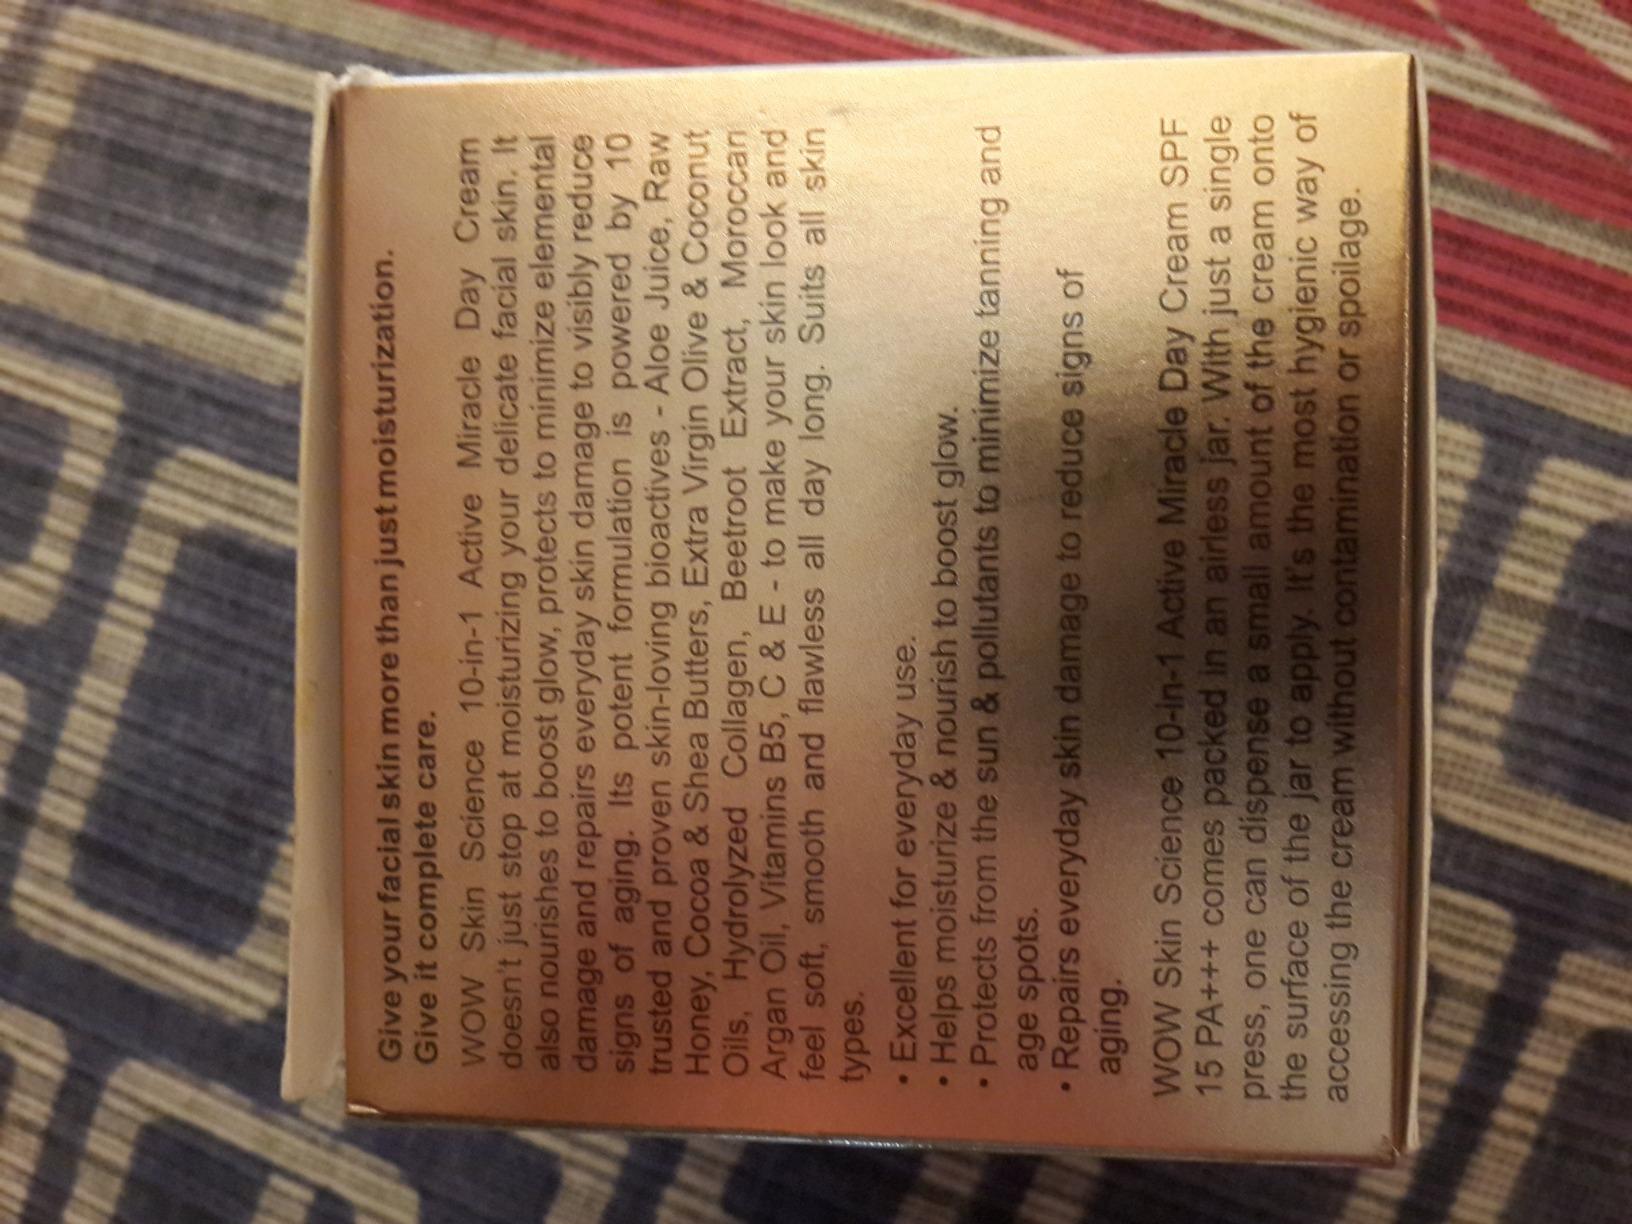 Give your facial skin more than just moisturization.
Give it complete care.
WOW Skin Science 10-in-1 Active Miracle Day Cream
doesn't just stop at moisturizing your delicate facial skin. It
also nourishes to boost glow, protects to minimize elemental
damage and repairs everyday skin damage to visibly reduce
signs of aging. Its potent formulation is powered by 10
trusted and proven skin-loving bioactives - Aloe Juice, Raw
Honey, Cocoa & Shea Butters, Extra Virgin Olive & Coconut
Oils, Hydrolyzed Collagen, Beetroot Extract, Moroccan
Argan Oil, Vitamins B5, C & E - to make your skin look and
feel soft, smooth and flawless all day long. Suits all skin
types.
• Excellent for everyday use.
• Helps moisturize & nourish to boost glow.
• Protects from the sun & pollutants to minimize tanning and
age spots.
• Repairs everyday skin damage to reduce signs of
aging.
WOW Skin Science 10-in-1 Active Miracle Day Cream SPF
15 PA+++ comes packed in an airless jar. With just a single
press, one can dispense a small amount of the cream onto
the surface of the jar to apply. It's the most hygienic way of
accessing the cream without contamination or spoilage.